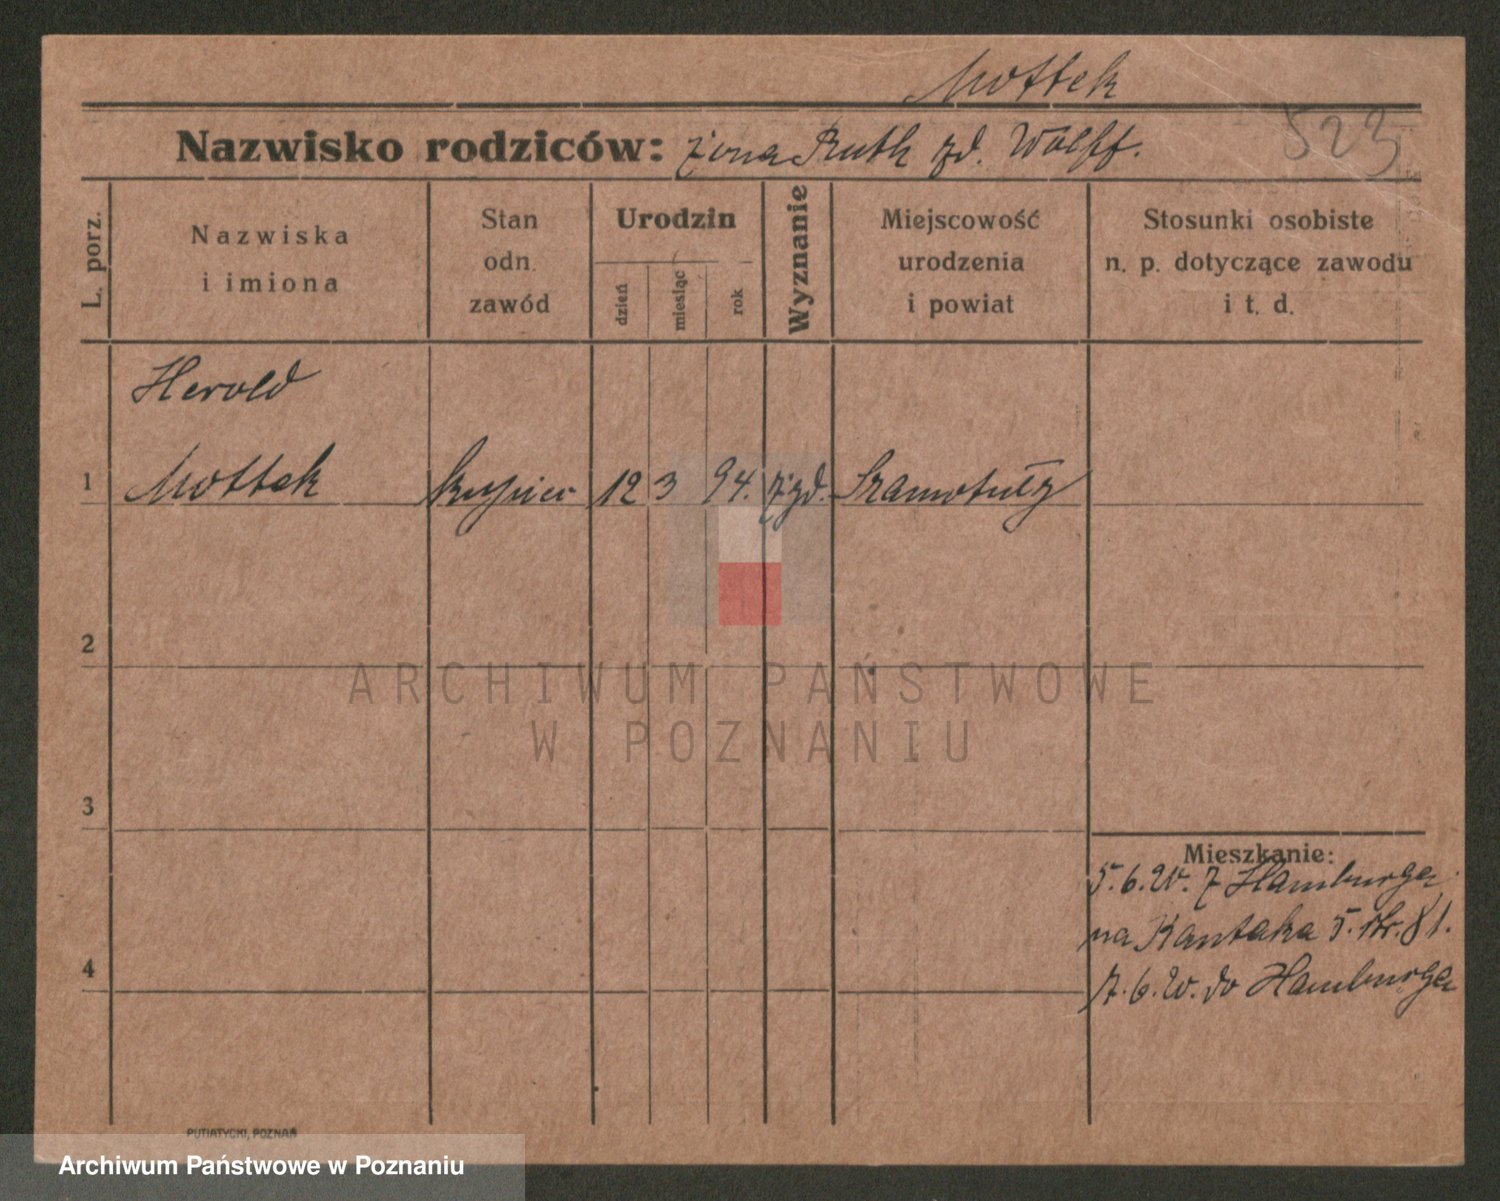 Mottek
Nazwisko rodziców: żona Ruth zd. Wolff.
523
L. porz.
Nazwiska
i imiona
Stan
odn.
zawód
Urodzin
dzień
miesiąc
rok
Wyznanie
Miejscowość
urodzenia
i powiat
Stosunki osobiste
n. p. dotyczące zawodu
i t. d.
Herold
1 Mottek kupiec 12 3 94. żyd. Szamotuły
2
ARCHIWUM PAŃSTWOWE
W POZNANIU
3
Mieszkanie:
5.6.20. z Hamburga
na Kantaka 5. Nr. 81.
4
7.6.20. do Hamburga
PUTIATYCKI, POZNAŃ
Archiwum Państwowe w Poznaniu